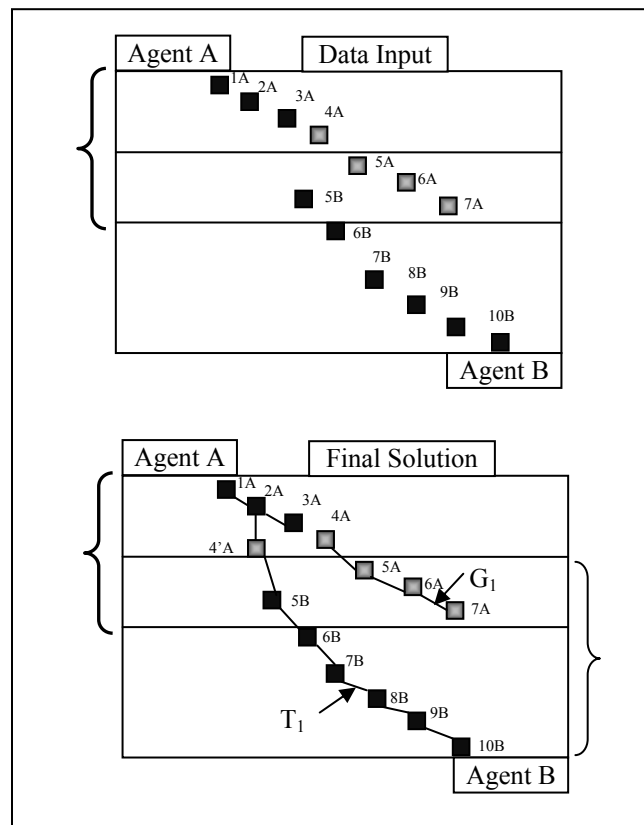 Agent A
Data Input
1A
2A
3A
4A
5A
6A
5B
7A
6B
7B
8B
9B
10B
Agent B
Agent A
Final Solution
1A
2A
3A
4A
4’A
5A
6A
G1
5B
7A
6B
7B
T1
8B
9B
10B
Agent B